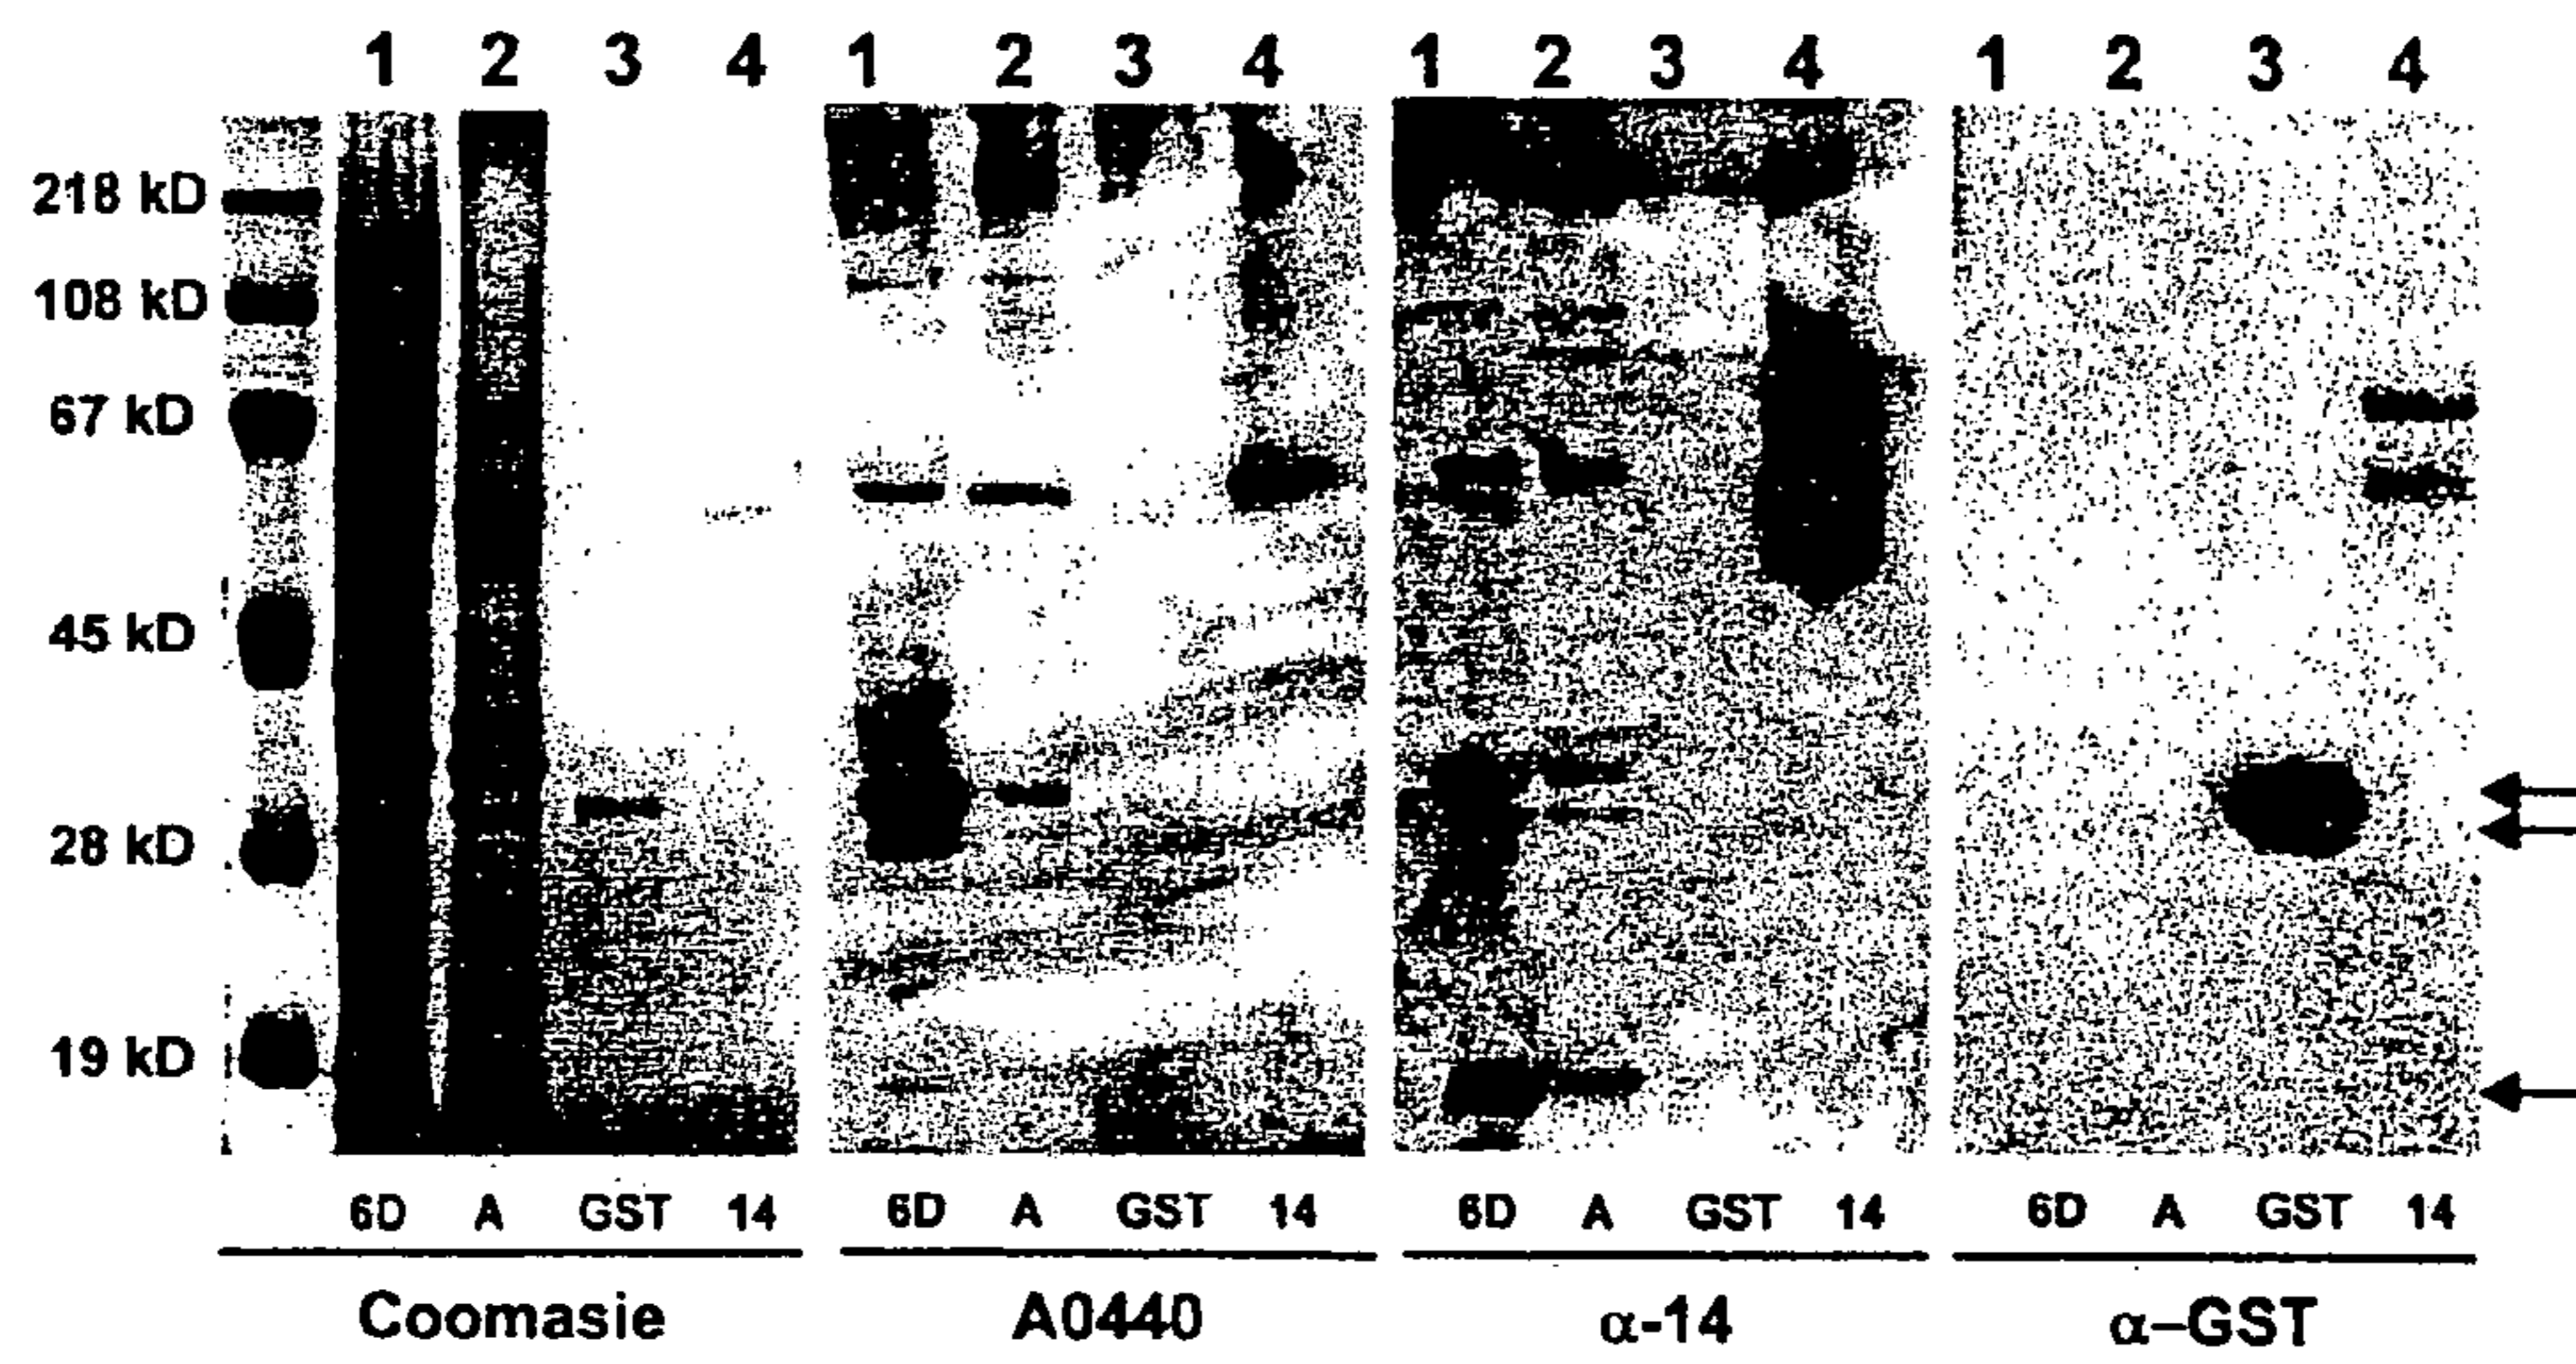 1 2 3 4 1 2 3 4 1 2 3 4 1 2 3 4
218 kD
108 kD
67 kD
45 kD
28 kD
19 kD
6D A GST 14 6D A GST 14 6D A GST 14 6D A GST 14
Coomasie A0440 α-14 α–GST